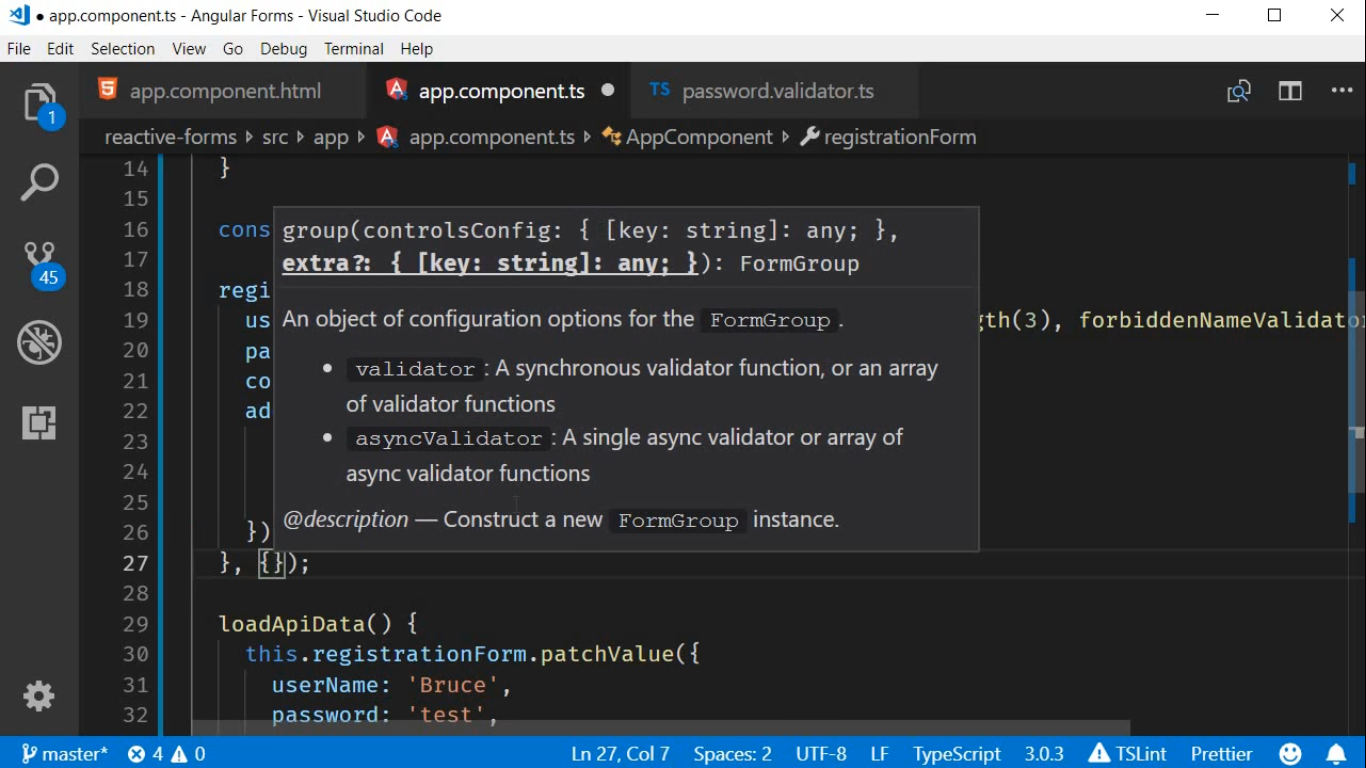 ● app.component.ts - Angular Forms - Visual Studio Code
File Edit Selection View Go Debug Terminal Help
app.component.html app.component.ts ● TS password.validator.ts
1
reactive-forms src app app.component.ts AppComponent registrationForm
14 }
15
16 cons
group(controlsConfig: { [key: string]: any; },
17
extra?: { [key: string]: any; }): FormGroup
45
18 regi
19 us gth(3), forbiddenNameValidato
An object of configuration options for the FormGroup.
20 pa
• validator: A synchronous validator function, or an array
21 co
of validator functions
22 ad
23
• asyncValidator: A single async validator or array of
24
async validator functions
25
@description — Construct a new FormGroup instance.
26 })
27 }, {});
28
29 loadApiData() {
30 this.registrationForm.patchValue({
31 userName: 'Bruce',
32 password: 'test',
master* 4 0 Ln 27, Col 7 Spaces: 2 UTF-8 LF TypeScript 3.0.3 TSLint Prettier